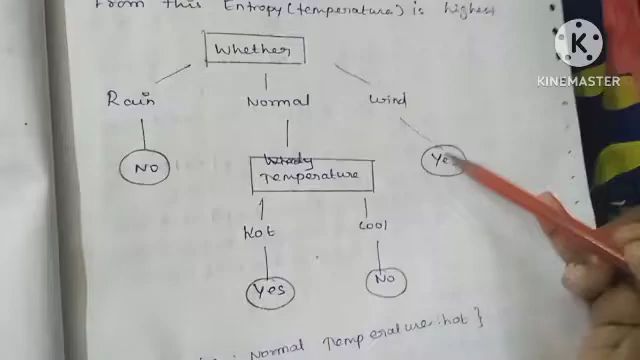 From this Entropy(temperature) is highest
Whether
Rain Normal Wind
NO Yes
Windy
Temperature
Hot Cool
Yes No
: Normal Temperature:hot }
KINEMASTER